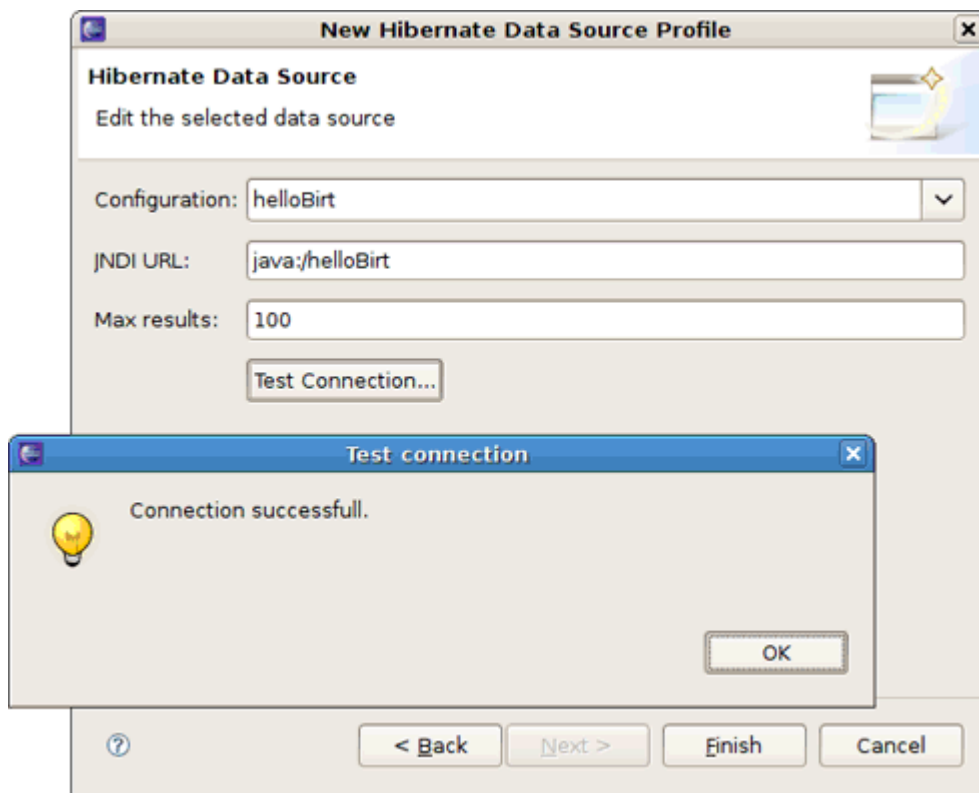 New Hibernate Data Source Profile
Hibernate Data Source
Edit the selected data source
Configuration: helloBirt
JNDI URL: java:/helloBirt
Max results: 100
Test Connection...
Test connection
Connection successfull.
OK
< Back Next > Finish Cancel